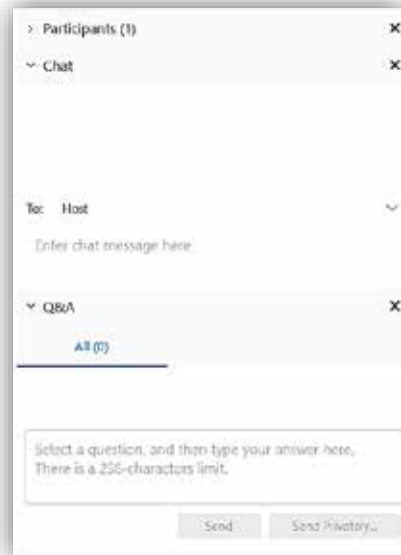 Participants (1)
Chat
To: Host
Enter chat message here
Q&A
All (0)
Select a question, and then type your answer here,
There is a 256-characters limit.
Send Send Privately...